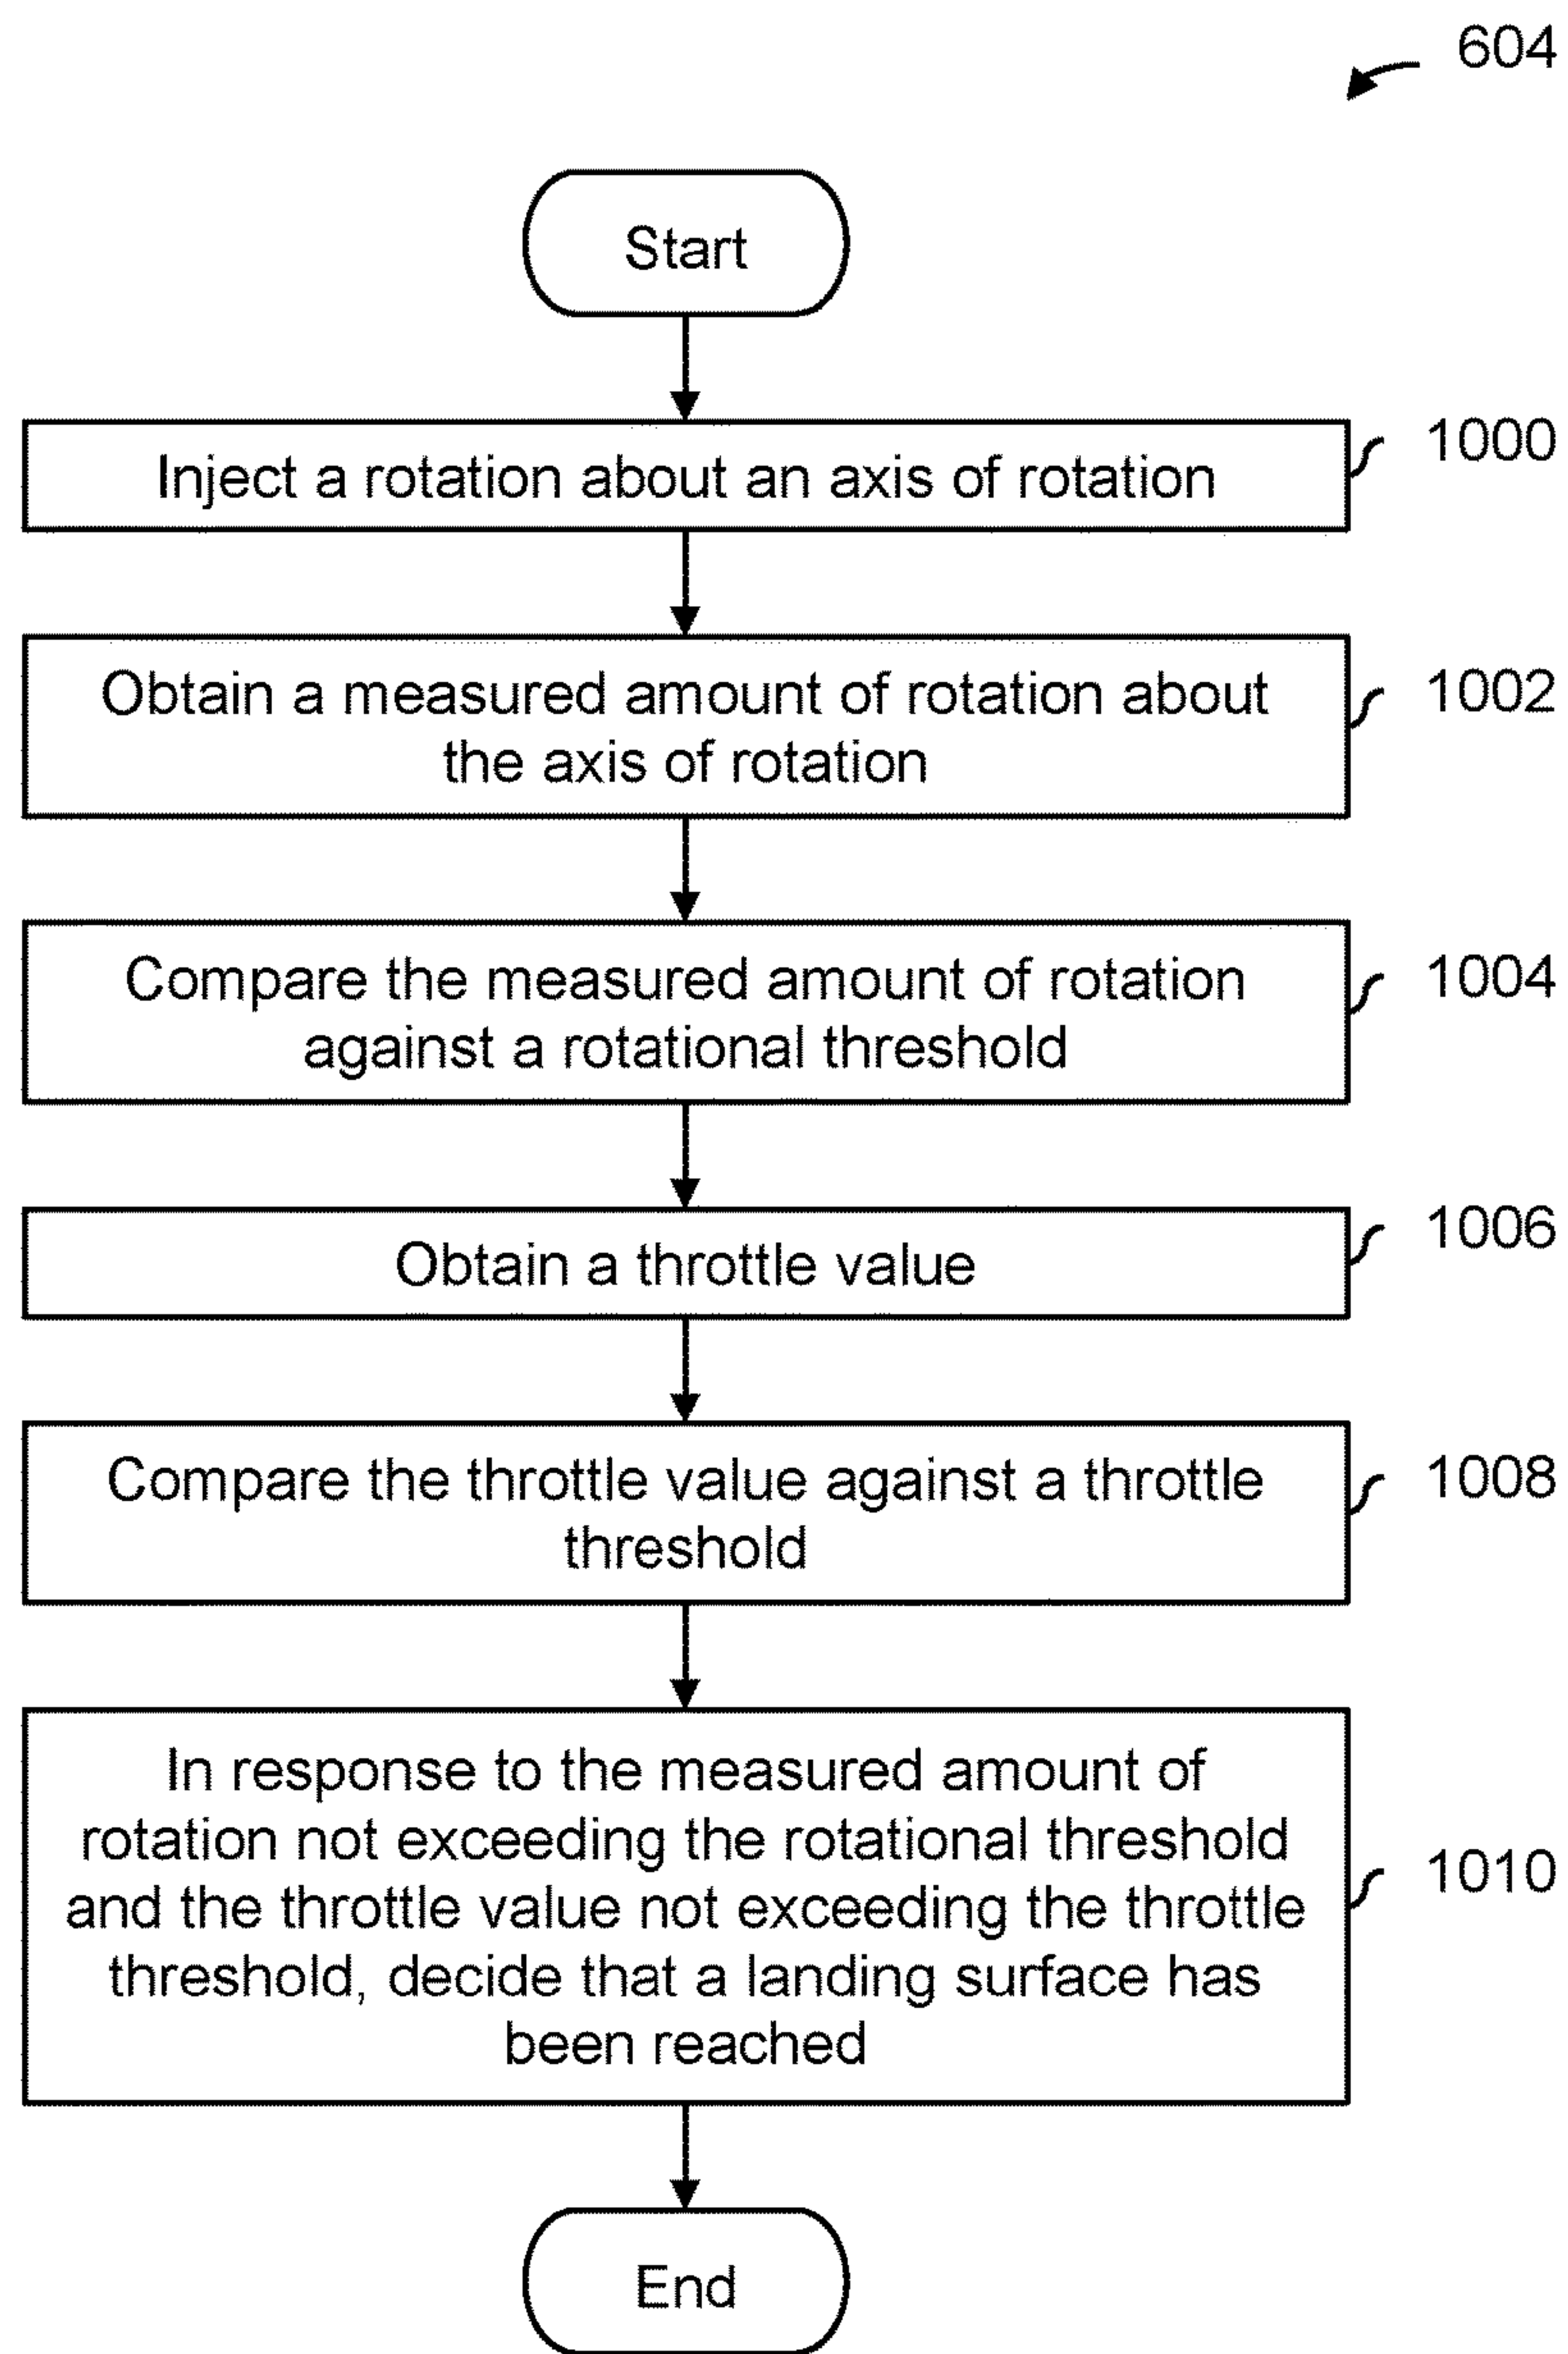 604
Start
Inject a rotation about an axis of rotation
1000
Obtain a measured amount of rotation about
the axis of rotation
1002
Compare the measured amount of rotation
against a rotational threshold
1004
Obtain a throttle value
1006
Compare the throttle value against a throttle
threshold
1008
In response to the measured amount of
rotation not exceeding the rotational threshold
and the throttle value not exceeding the throttle
threshold, decide that a landing surface has
been reached
1010
End